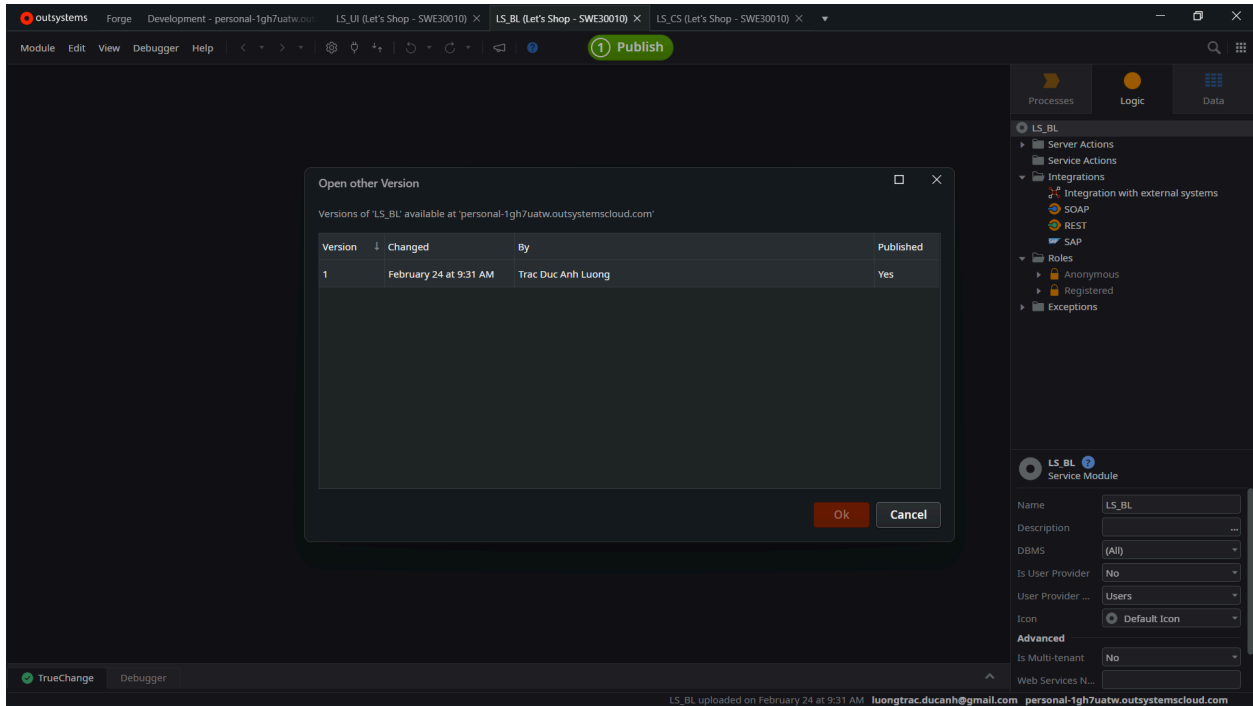 outsystems Forge Development - personal-1gh7uatw.out LS_UI (Let's Shop - SWE30010) LS_BL (Let's Shop - SWE30010) LS_CS (Let's Shop - SWE30010)
Module Edit View Debugger Help 1 Publish
Processes Logic Data
LS_BL
Server Actions
Service Actions
Integrations
Integration with external systems
SOAP
REST
SAP
Roles
Anonymous
Registered
Exceptions
Open other Version
Versions of 'LS_BL' available at 'personal-1gh7uatw.outsystemscloud.com'
Version Changed By Published
1 February 24 at 9:31 AM Trac Duc Anh Luong Yes
Ok Cancel
LS_BL ?
Service Module
Name LS_BL
Description ...
DBMS (All)
Is User Provider No
User Provider ... Users
Icon Default Icon
Advanced
Is Multi-tenant No
Web Services N...
TrueChange Debugger
LS_BL uploaded on February 24 at 9:31 AM luongtrac.ducanh@gmail.com personal-1gh7uatw.outsystemscloud.com